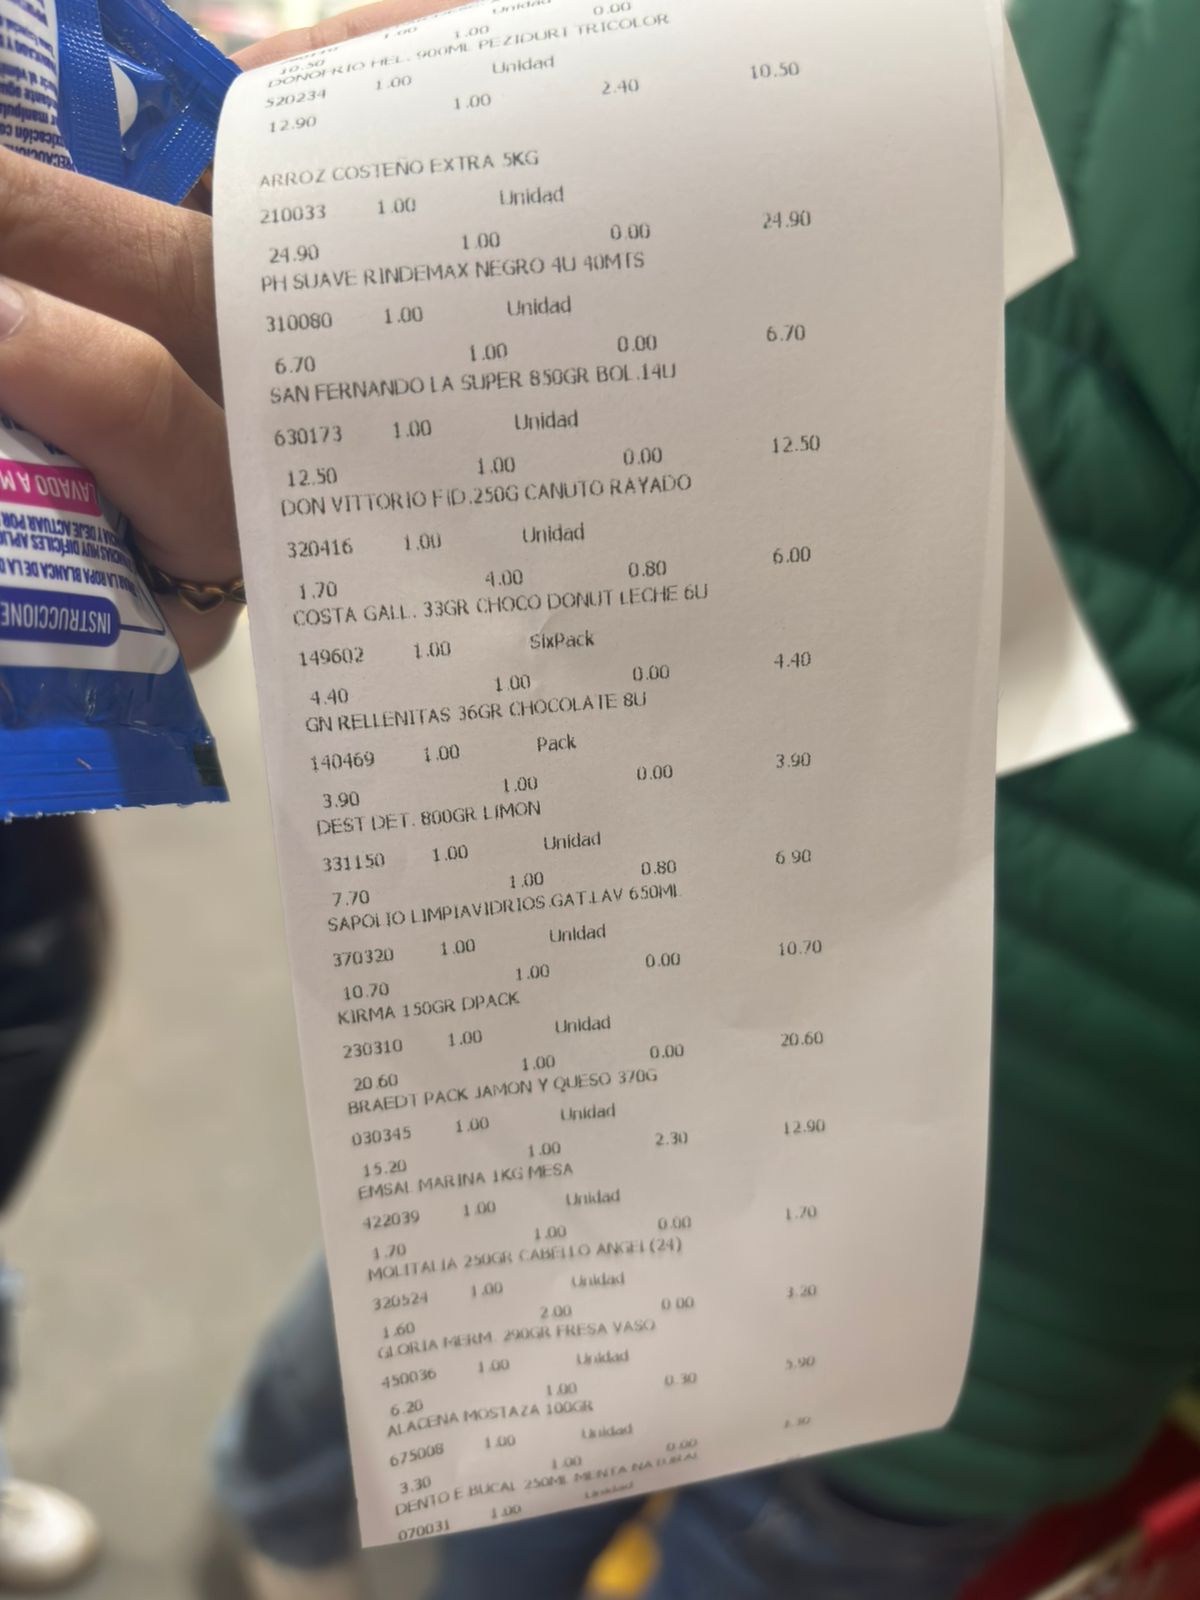 Unidad 0.00
1.00 1.00
10.50
DONOFRIO HEL. 900ML PEZIDURI TRICOLOR
520234 1.00 Unidad
12.90 1.00 2.40 10.50
ARROZ COSTEÑO EXTRA 5KG
210033 1.00 Unidad
24.90 1.00 0.00 24.90
PH SUAVE RINDEMAX NEGRO 4U 40MTS
310080 1.00 Unidad
6.70 1.00 0.00 6.70
SAN FERNANDO LA SUPER 850GR BOL.14U
630173 1.00 Unidad
12.50 1.00 0.00 12.50
DON VITTORIO FID.250G CANUTO RAYADO
320416 1.00 Unidad
1.70 4.00 0.80 6.00
COSTA GALL. 33GR CHOCO DONUT LECHE 6U
149602 1.00 SixPack
4.40 1.00 0.00 4.40
GN RELLENITAS 36GR CHOCOLATE 8U
140469 1.00 Pack
3.90 1.00 0.00 3.90
DEST DET. 800GR LIMON
331150 1.00 Unidad
7.70 1.00 0.80 6.90
SAPOLIO LIMPIAVIDRIOS.GAT.LAV 650ML
370320 1.00 Unidad
10.70 1.00 0.00 10.70
KIRMA 150GR DPACK
230310 1.00 Unidad
20.60 1.00 0.00 20.60
BRAEDT PACK JAMON Y QUESO 370G
030345 1.00 Unidad
15.20 1.00 2.30 12.90
EMSAL MARINA 1KG MESA
422039 1.00 Unidad
1.70 1.00 0.00 1.70
MOLITALIA 250GR CABELLO ANGEL(24)
320524 1.00 Unidad
1.60 2.00 0.00 3.20
GLORIA MERM. 290GR FRESA VASO
450036 1.00 Unidad
6.20 1.00 0.30 5.90
ALACENA MOSTAZA 100GR
675008 1.00 Unidad
3.30 1.00 0.00 3.30
DENTO E BUCAL 250ML MENTA NATURAL
070031 1.00 Unidad
LAVADO A M
INSTRUCCIONE